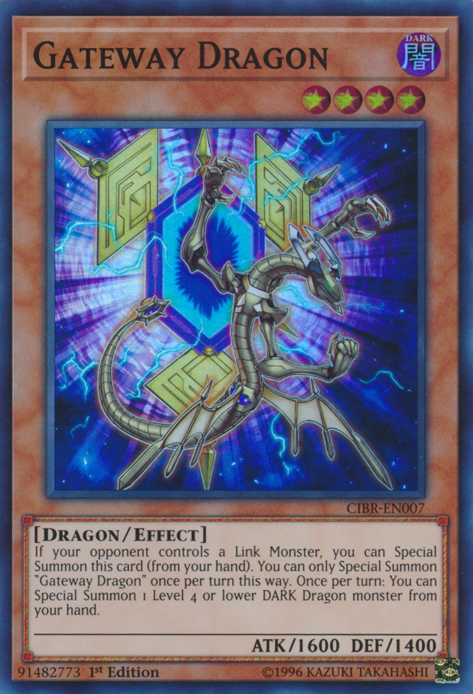 Gateway Dragon
DARK
闇
CIBR-EN007
[Dragon/Effect]
If your opponent controls a Link Monster, you can Special
Summon this card (from your hand). You can only Special Summon
"Gateway Dragon" once per turn this way. Once per turn: You can
Special Summon 1 Level 4 or lower DARK Dragon monster from
your hand.
ATK/1600 DEF/1400
91482773 1st Edition ©1996 KAZUKI TAKAHASHI